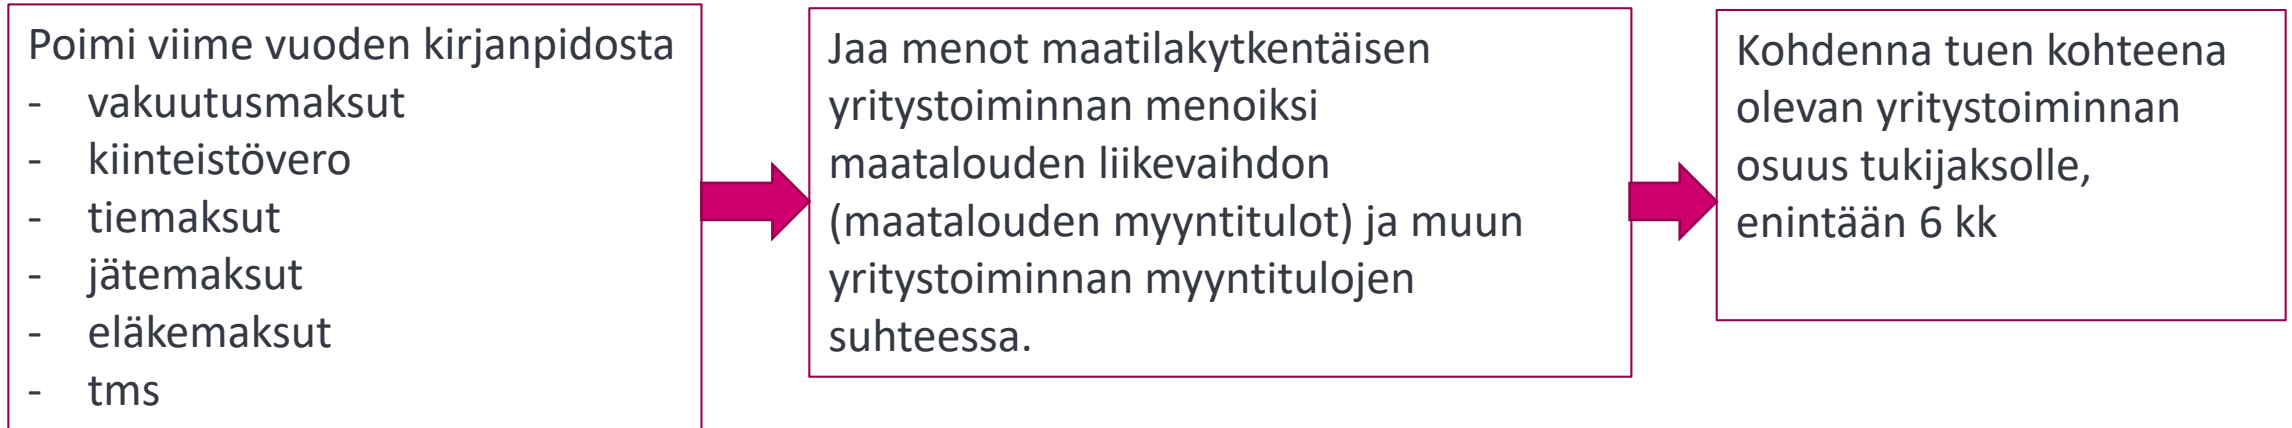 Poimi viime vuoden kirjanpidosta
- vakuutusmaksut
- kiinteistövero
- tiemaksut
- jätemaksut
- eläkemaksut
- tms
Jaa menot maatilakytkentäisen
yritystoiminnan menoiksi
maatalouden liikevaihdon
(maatalouden myyntitulot) ja muun
yritystoiminnan myyntitulojen
suhteessa.
Kohdenna tuen kohteena
olevan yritystoiminnan
osuus tukijaksolle,
enintään 6 kk